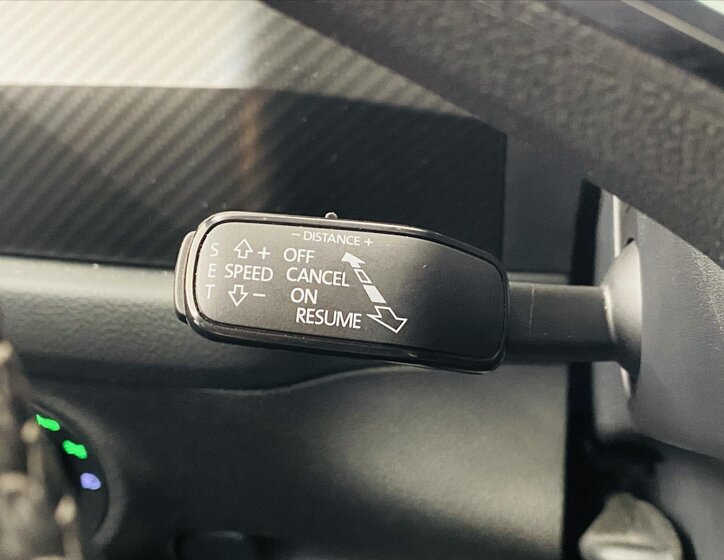 - DISTANCE +
S + OFF
E SPEED CANCEL
T - ON
RESUME